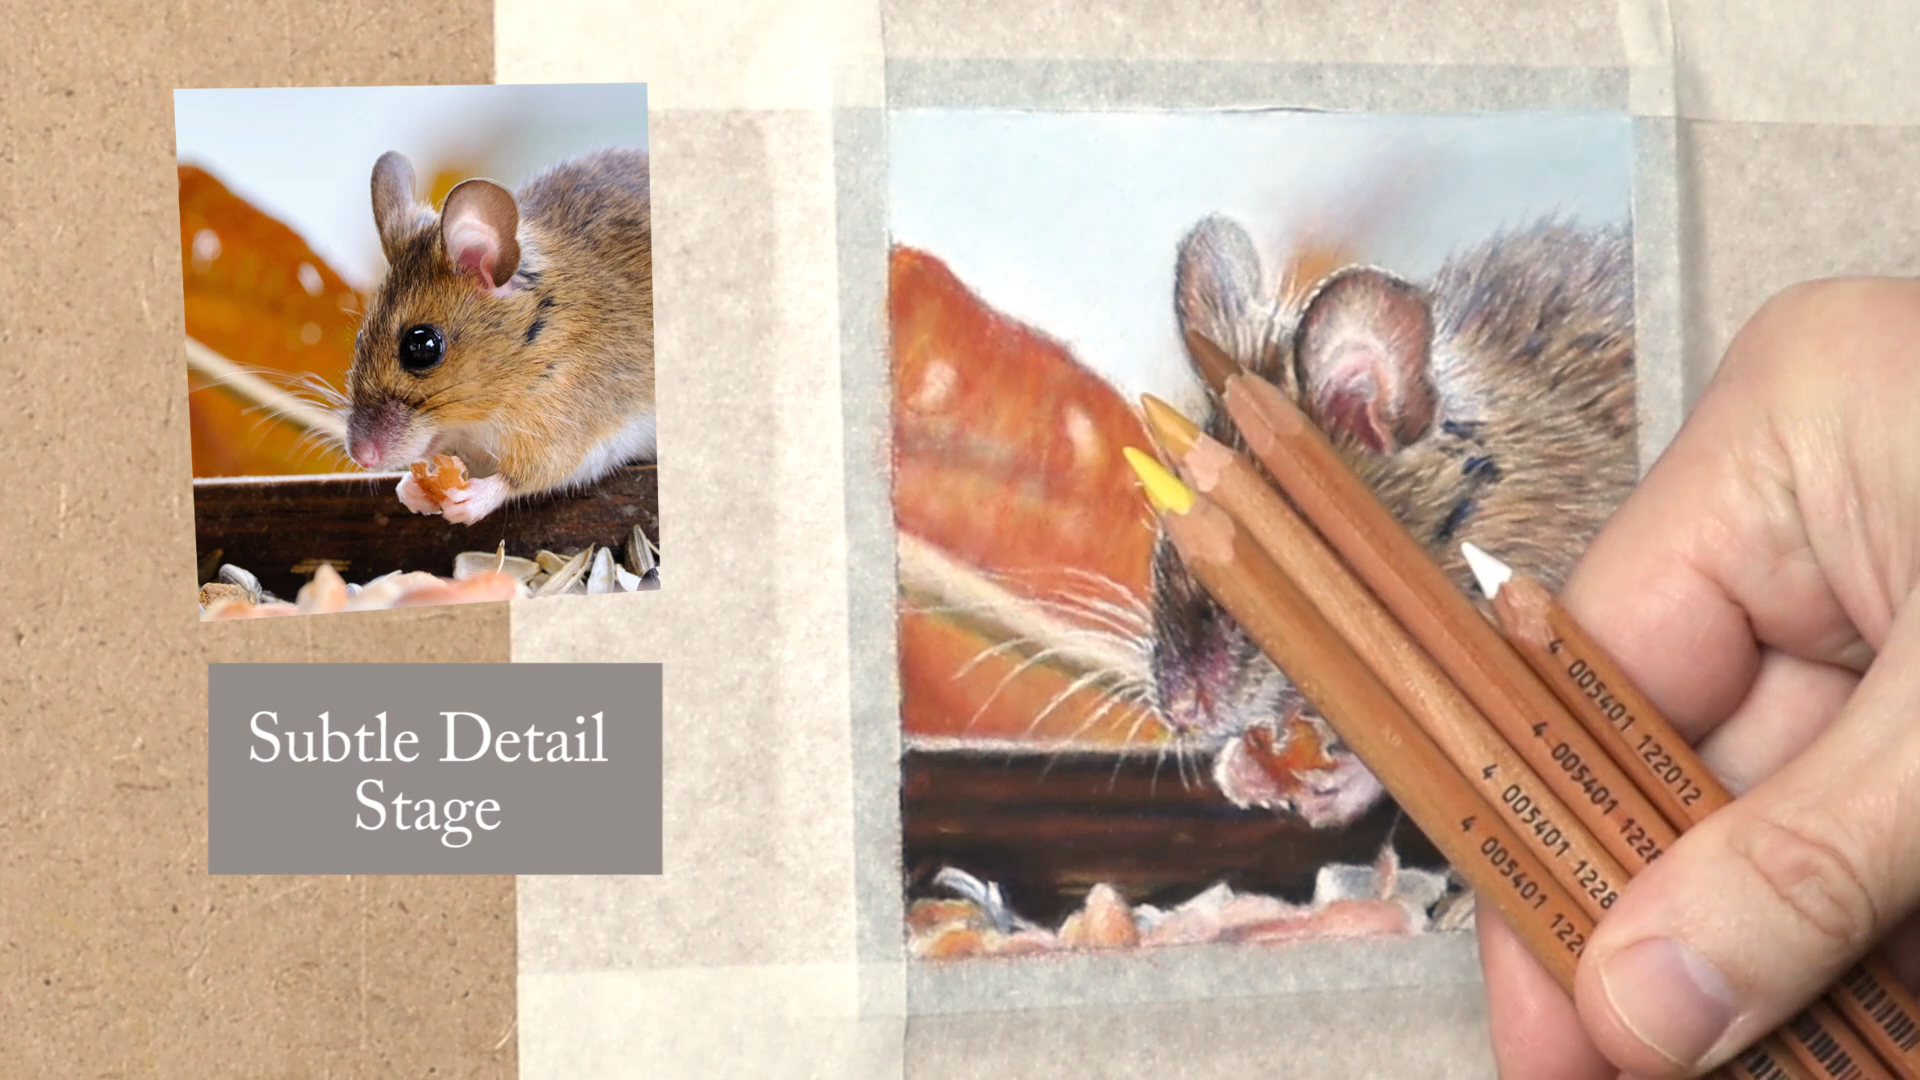 Subtle Detail
Stage
4 005401 122012
4 005401 122
4 005401 1228
4 005401 122